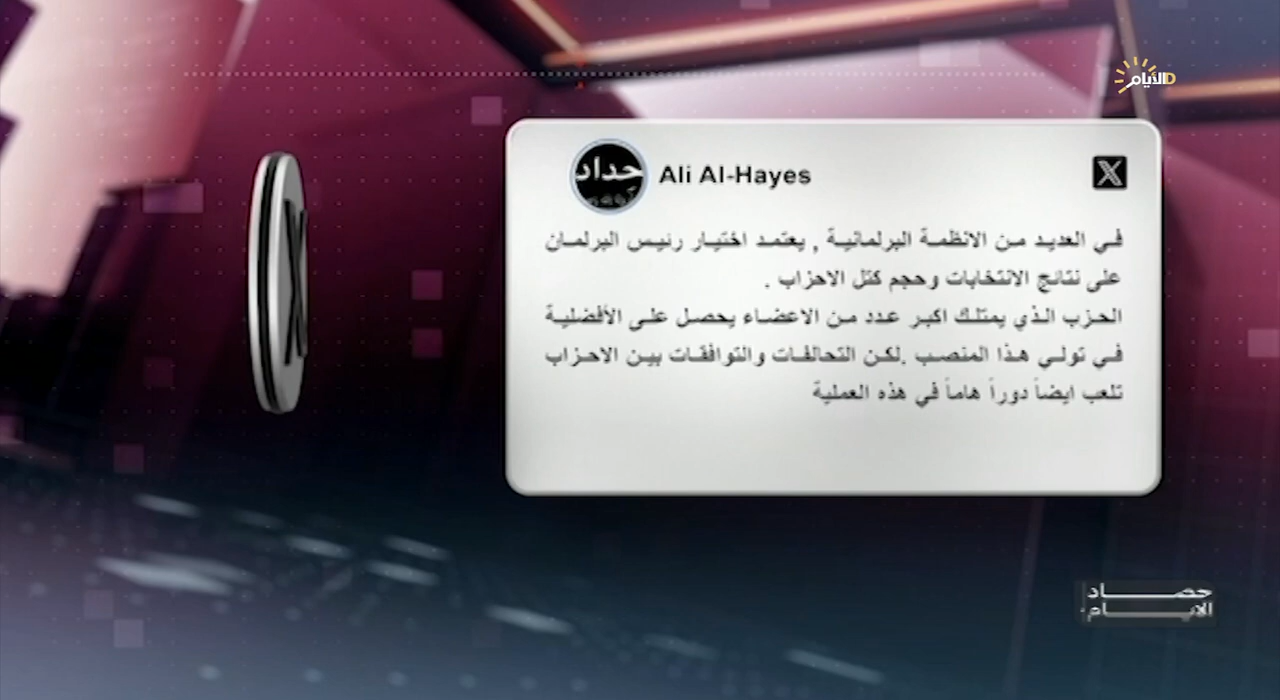 الأيام
Ali Al-Hayes
حداد
في العديد من الانظمة البرلمانية , يعتمد اختيار رئيس البرلمان
على نتائج الانتخابات وحجم كتل الاحزاب .
الحزب الذي يمتلك اكبر عدد من الاعضاء يحصل على الأفضلية
في تولي هذا المنصب .لكن التحالفات والتوافقات بين الاحزاب
تلعب ايضاً دوراً هاماً في هذه العملية
حصاد
الايام